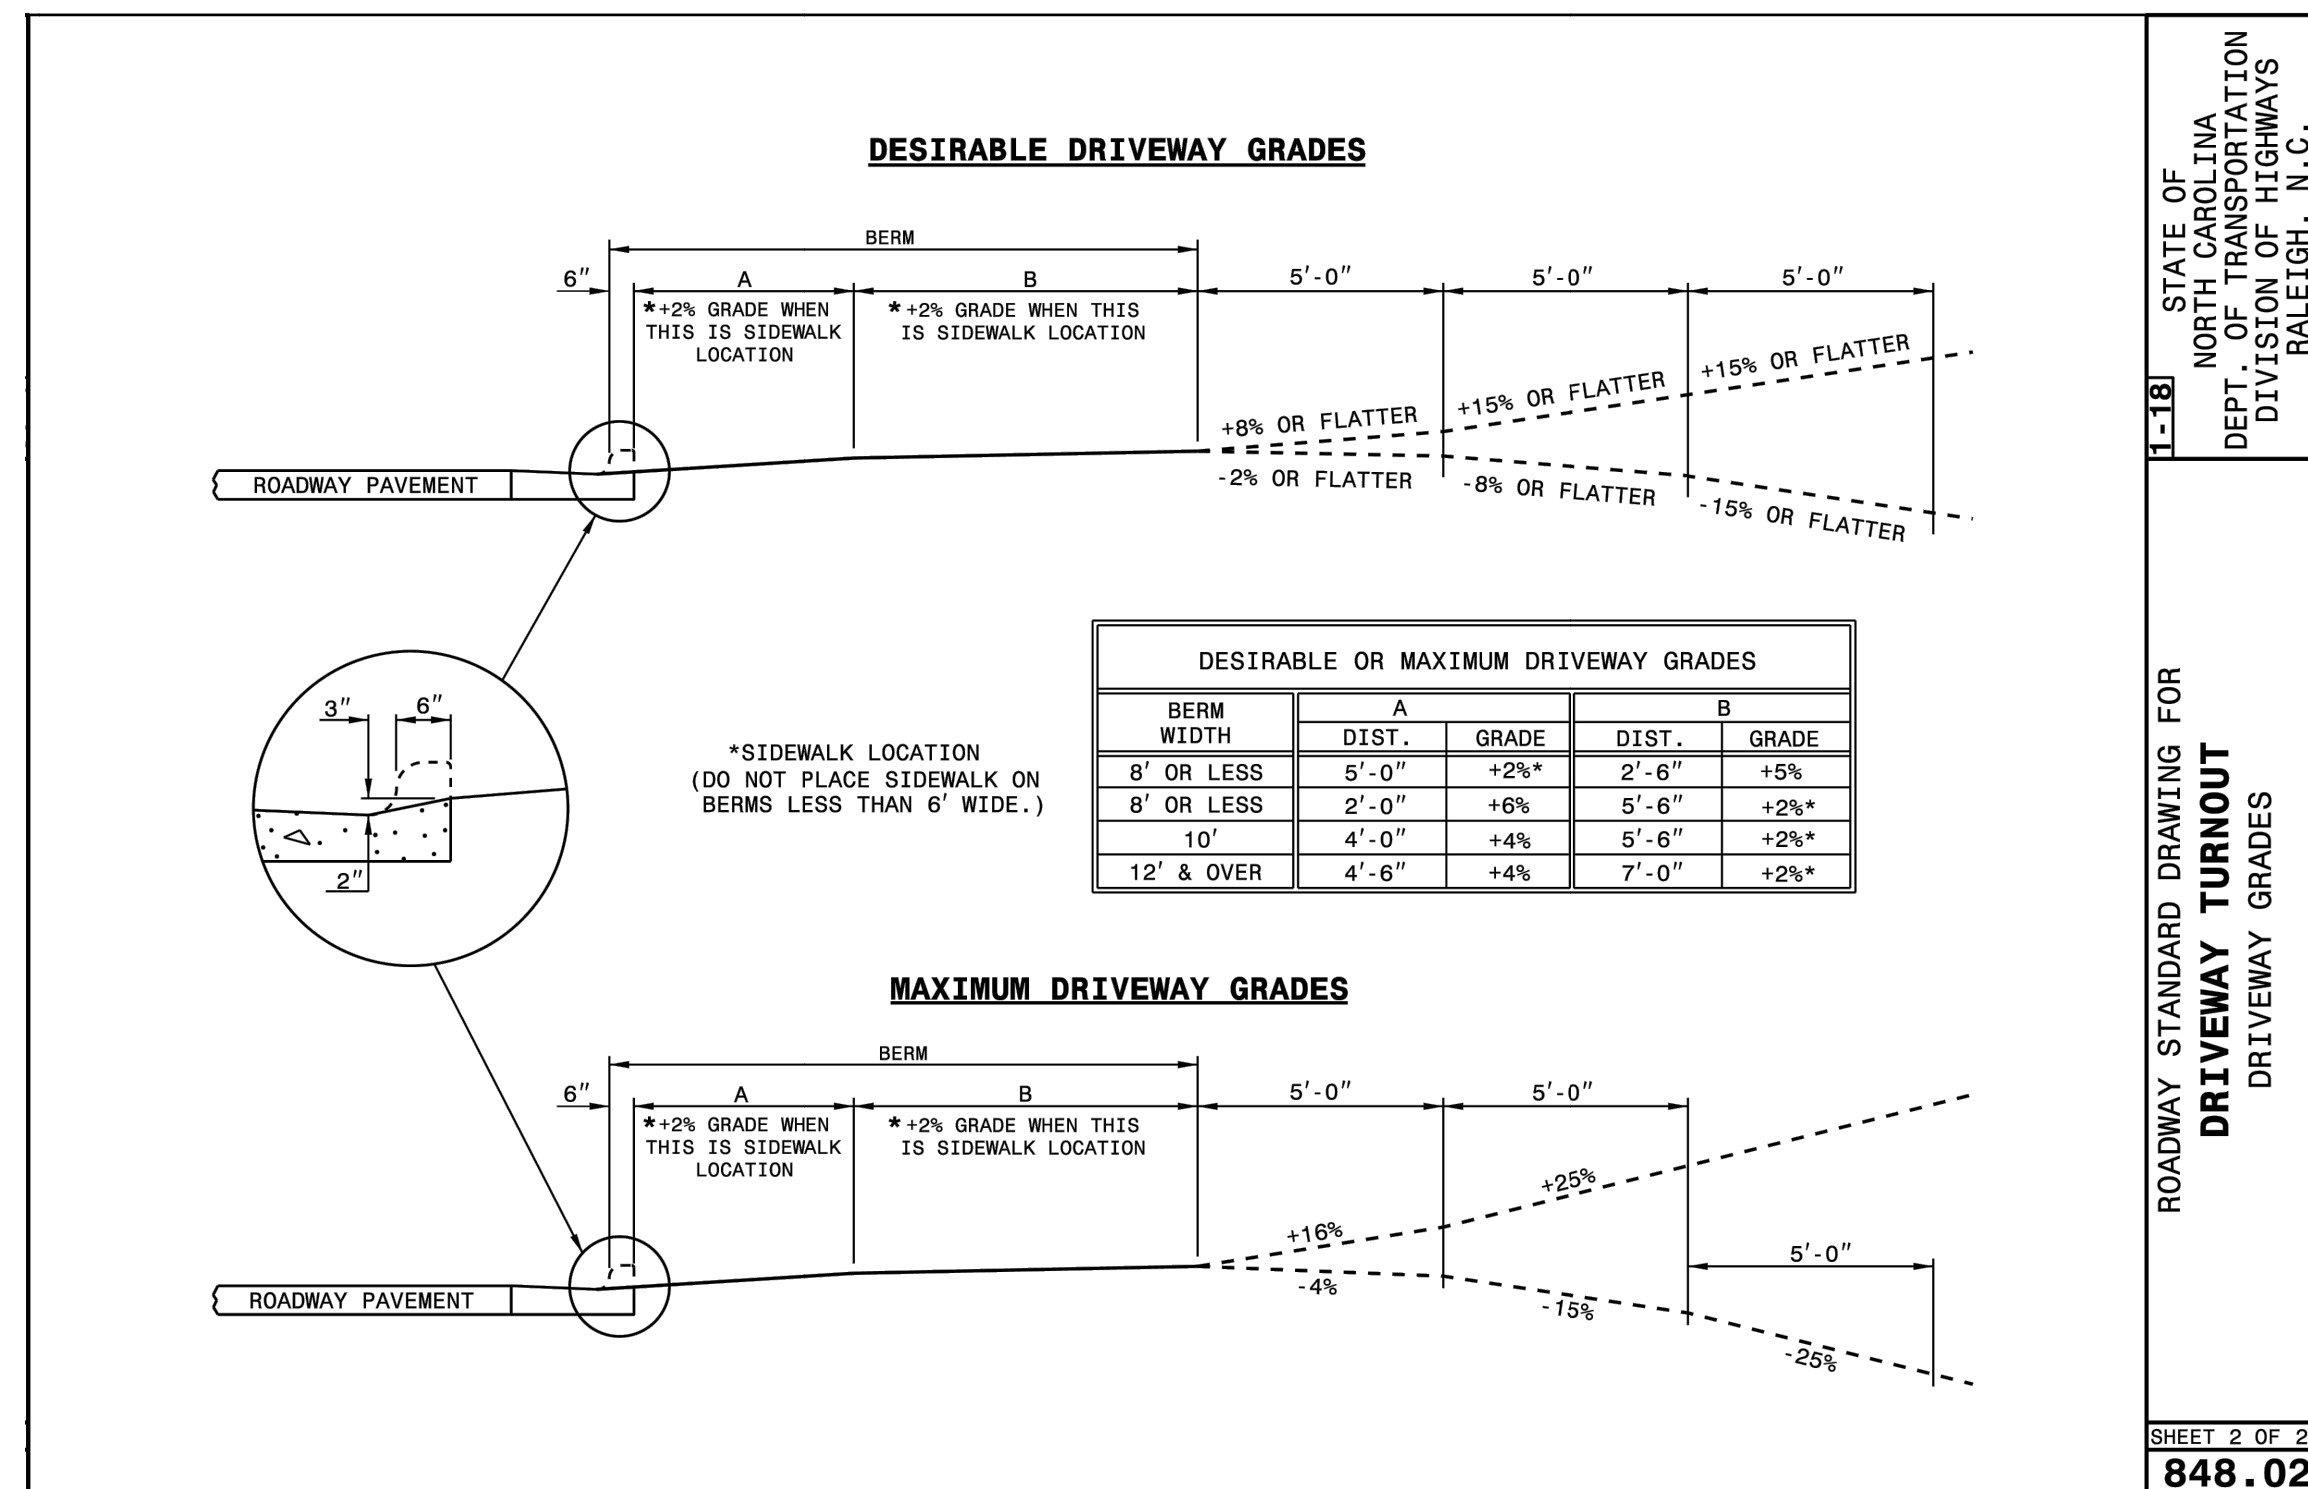 DESIRABLE DRIVEWAY GRADES
BERM
6″ A B 5′-0″ 5′-0″ 5′-0″
*+2% GRADE WHEN
THIS IS SIDEWALK
LOCATION
*+2% GRADE WHEN THIS
IS SIDEWALK LOCATION
+8% OR FLATTER
+15% OR FLATTER
+15% OR FLATTER
-2% OR FLATTER
-8% OR FLATTER
-15% OR FLATTER
ROADWAY PAVEMENT
3″ 6″
2″
*SIDEWALK LOCATION
(DO NOT PLACE SIDEWALK ON
BERMS LESS THAN 6′ WIDE.)
DESIRABLE OR MAXIMUM DRIVEWAY GRADES
BERM
WIDTH
A B
DIST. GRADE DIST. GRADE
8′ OR LESS 5′-0″ +2%* 2′-6″ +5%
8′ OR LESS 2′-0″ +6% 5′-6″ +2%*
10′ 4′-0″ +4% 5′-6″ +2%*
12′ & OVER 4′-6″ +4% 7′-0″ +2%*
MAXIMUM DRIVEWAY GRADES
BERM
6″ A B 5′-0″ 5′-0″
*+2% GRADE WHEN
THIS IS SIDEWALK
LOCATION
*+2% GRADE WHEN THIS
IS SIDEWALK LOCATION
+16%
+25%
-4%
-15%
5′-0″
-25%
ROADWAY PAVEMENT
1-18
STATE OF
NORTH CAROLINA
DEPT. OF TRANSPORTATION
DIVISION OF HIGHWAYS
RALEIGH, N.C.
ROADWAY STANDARD DRAWING FOR
DRIVEWAY TURNOUT
DRIVEWAY GRADES
SHEET 2 OF 2
848.02